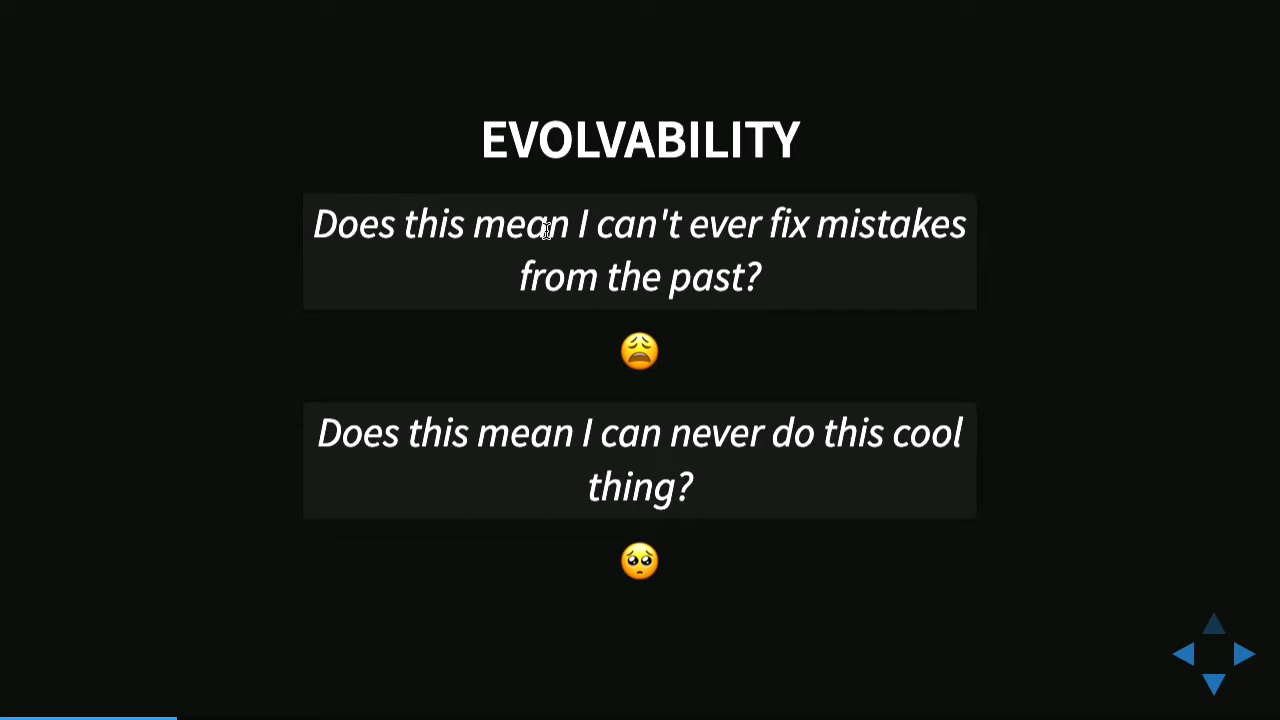 EVOLVABILITY
Does this mean I can't ever fix mistakes
from the past?
😩
Does this mean I can never do this cool
thing?
🥺